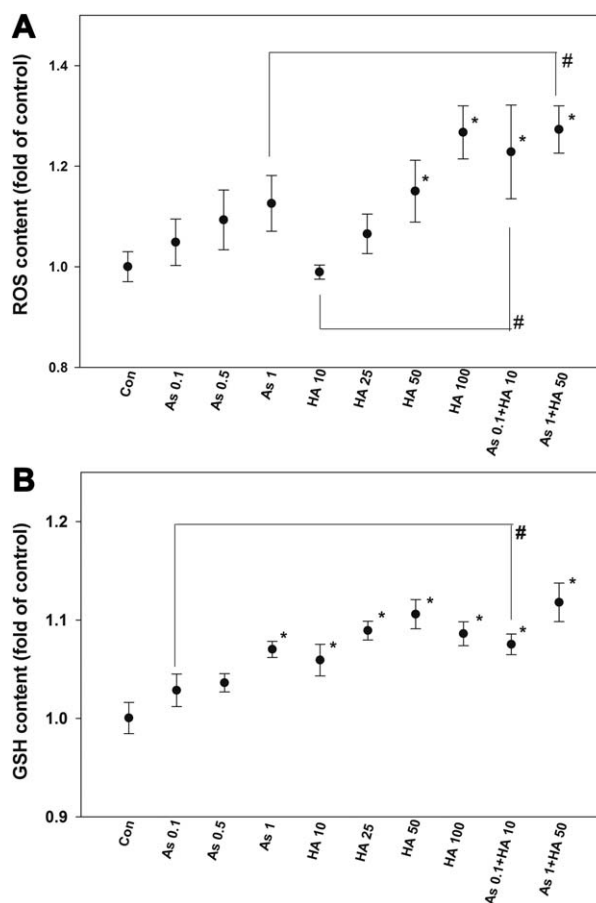 A
ROS content (fold of control)
1.4
1.2
1.0
0.8
#
*
*
*
*
#
Con
As 0.1
As 0.5
As 1
HA 10
HA 25
HA 50
HA 100
As 0.1+HA 10
As 1+HA 50
B
GSH content (fold of control)
1.2
1.1
1.0
0.9
#
*
*
*
*
*
*
*
Con
As 0.1
As 0.5
As 1
HA 10
HA 25
HA 50
HA 100
As 0.1+HA 10
As 1+HA 50